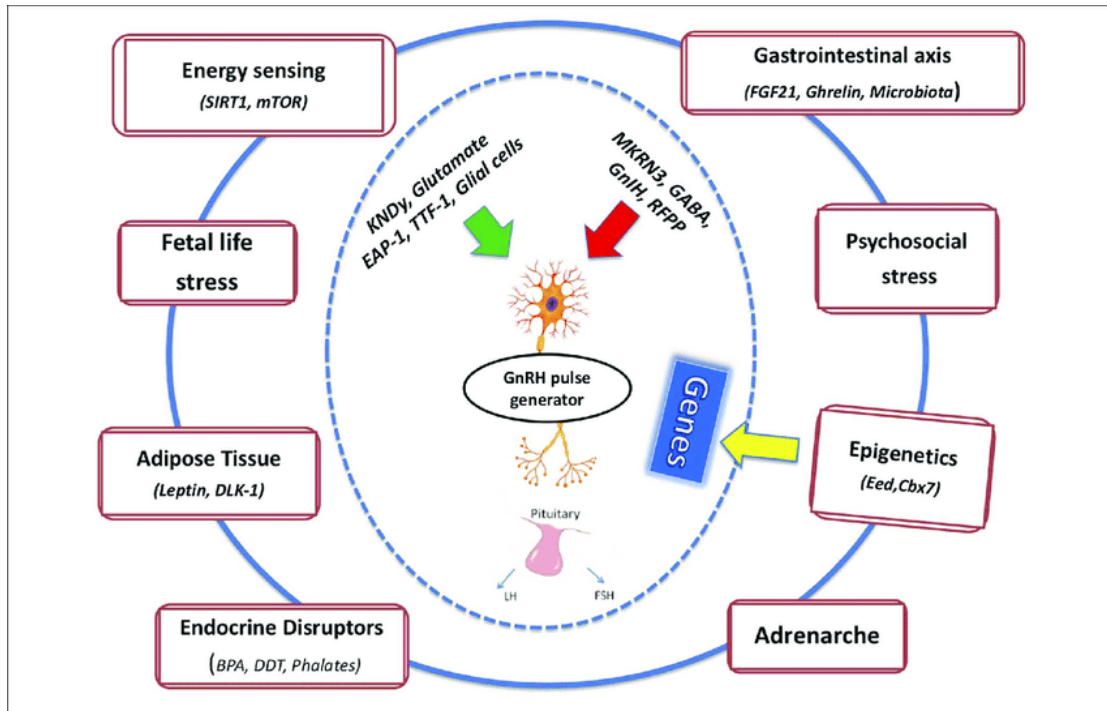 Energy sensing
(SIRT1, mTOR)
Gastrointestinal axis
(FGF21, Ghrelin, Microbiota)
KNDy, Glutamate
EAP-1, TTF-1, Glial cells
MKRN3, GABA,
GnIH, RFPP
Fetal life
stress
Psychosocial
stress
GnRH pulse
generator
Genes
Adipose Tissue
(Leptin, DLK-1)
Epigenetics
(Eed,Cbx7)
Pituitary
LH
FSH
Endocrine Disruptors
(BPA, DDT, Phalates)
Adrenarche